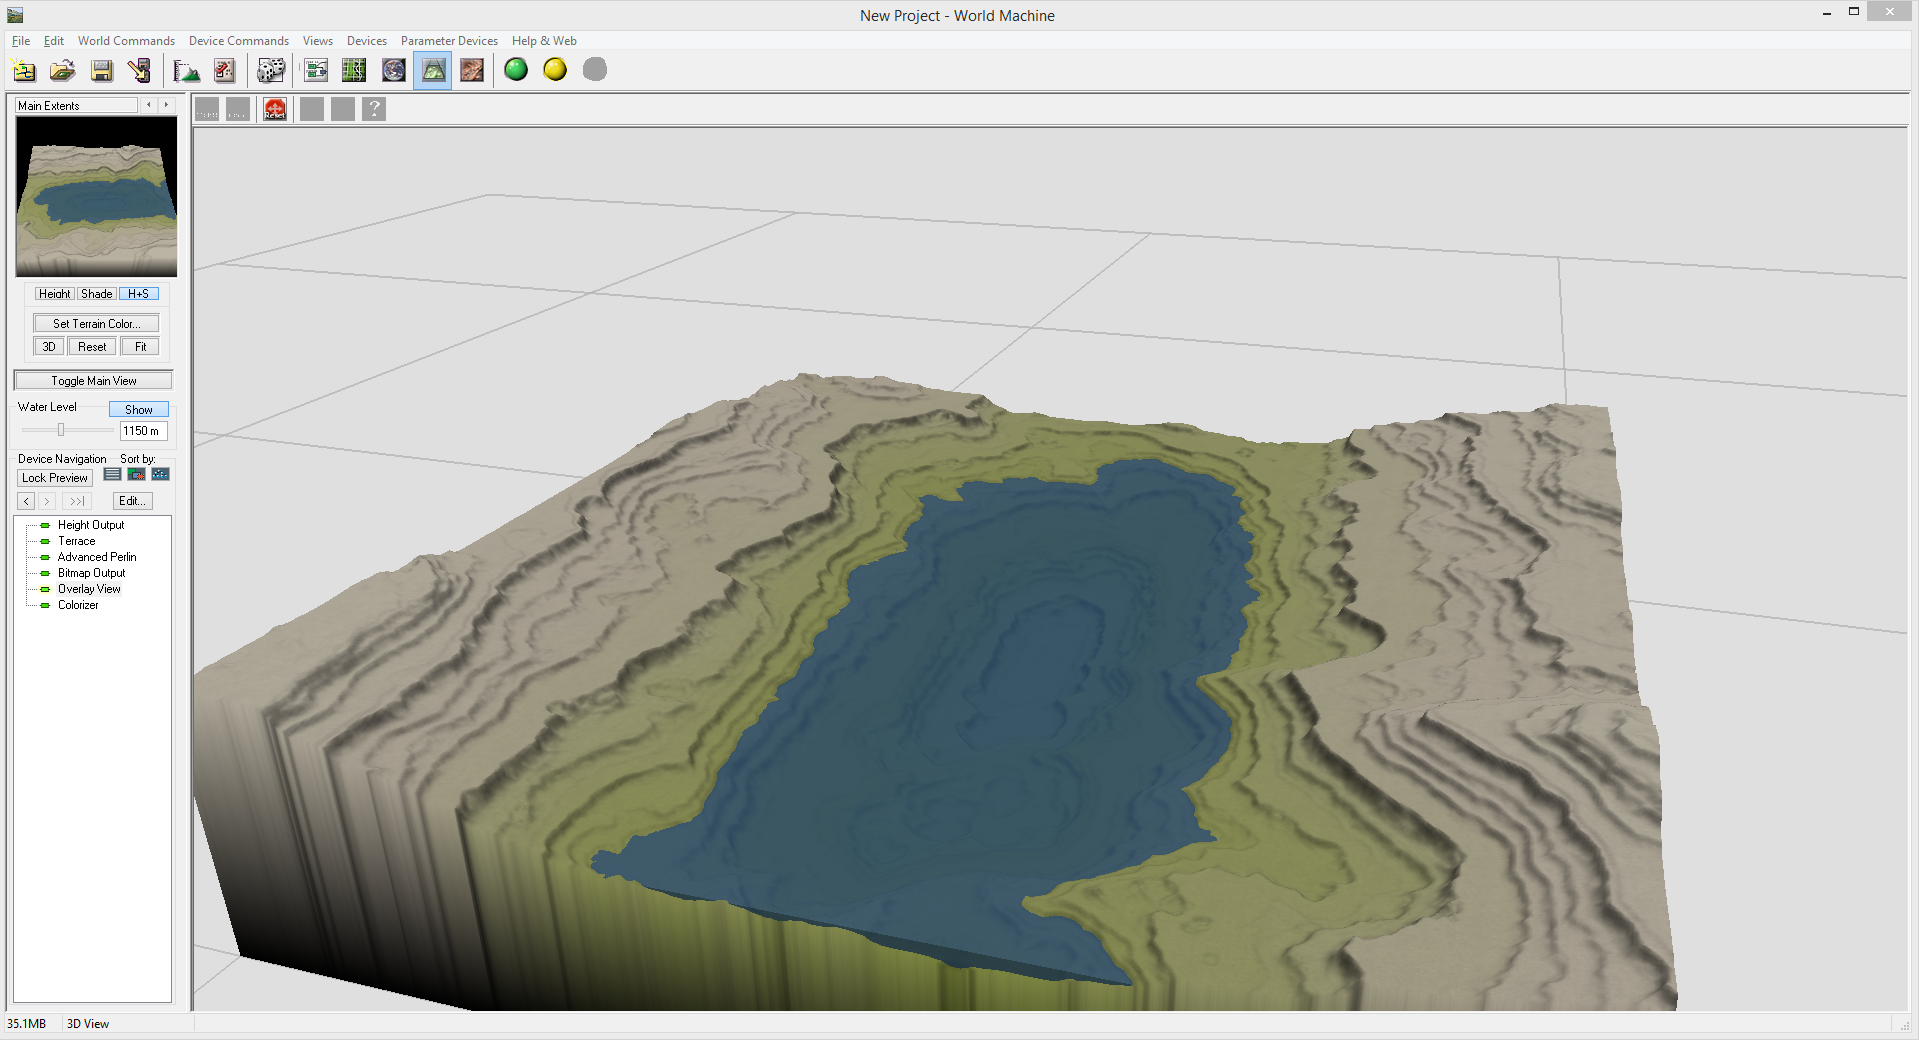 New Project - World Machine
File Edit World Commands Device Commands Views Devices Parameter Devices Help & Web
Main Extents
Reset
?
Height Shade H+S
Set Terrain Color...
3D Reset Fit
Toggle Main View
Water Level Show
1150 m
Device Navigation Sort by:
Lock Preview
< > >>| Edit...
Height Output
Terrace
Advanced Perlin
Bitmap Output
Overlay View
Colorizer
35.1MB 3D View